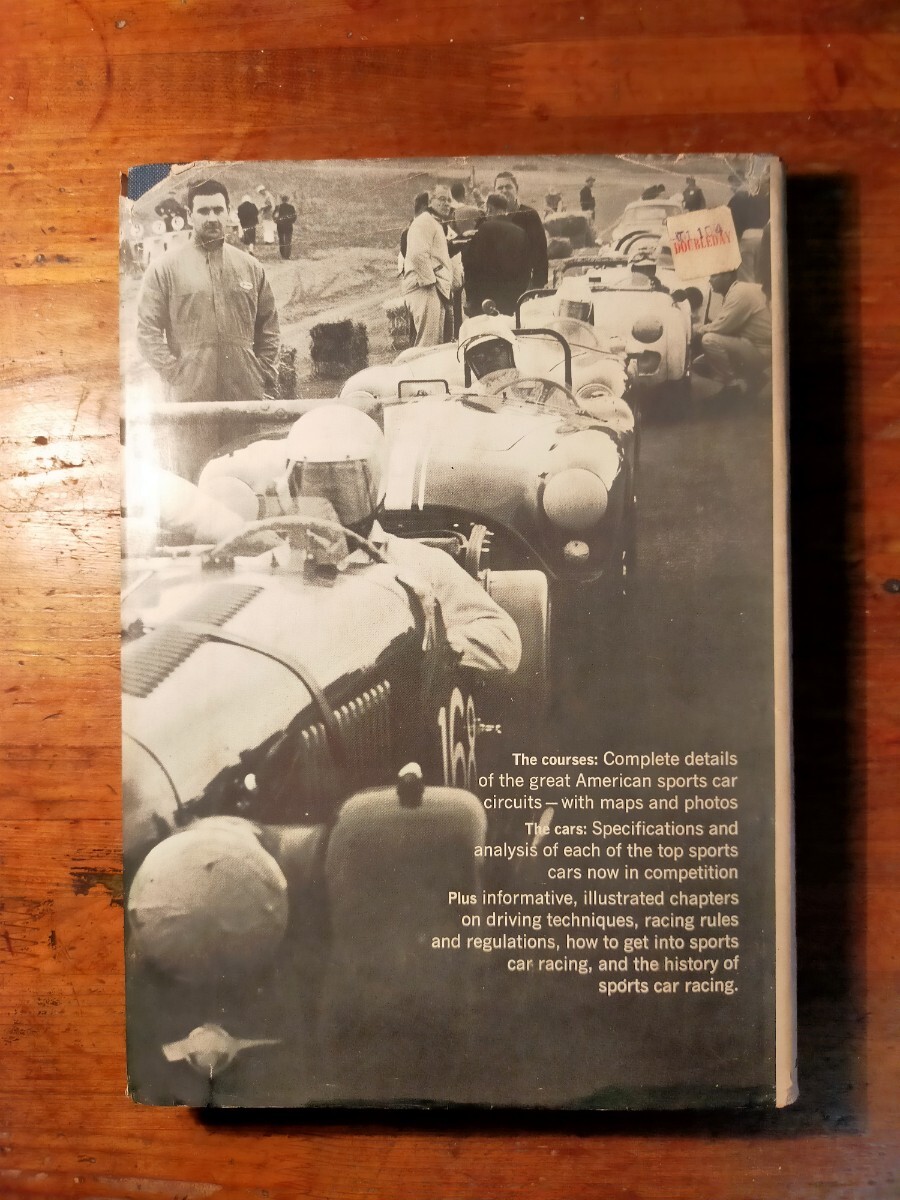 DOUBLEDAY
168
The courses: Complete details
of the great American sports car
circuits — with maps and photos
The cars: Specifications and
analysis of each of the top sports
cars now in competition
Plus informative, illustrated chapters
on driving techniques, racing rules
and regulations, how to get into sports
car racing, and the history of
sports car racing.